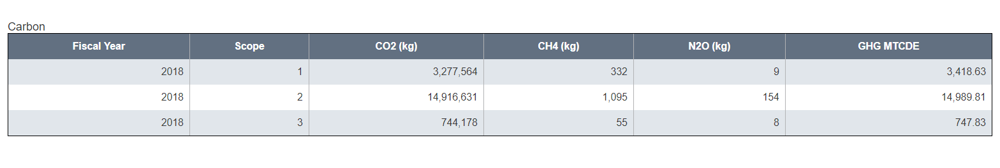 Carbon
Fiscal Year Scope CO2 (kg) CH4 (kg) N2O (kg) GHG MTCDE
2018 1 3,277,564 332 9 3,418.63
2018 2 14,916,631 1,095 154 14,989.81
2018 3 744,178 55 8 747.83